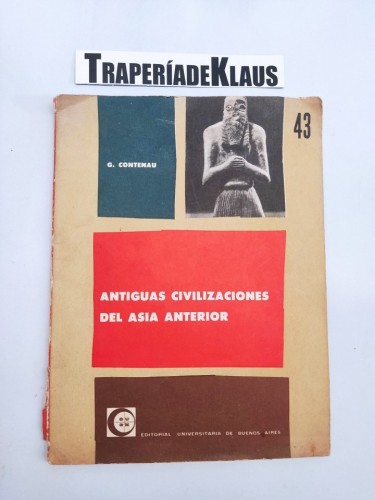 TRAPERÍADEKLAUS
43
G. CONTENAU
ANTIGUAS CIVILIZACIONES
DEL ASIA ANTERIOR
EDITORIAL UNIVERSITARIA DE BUENOS AIRES